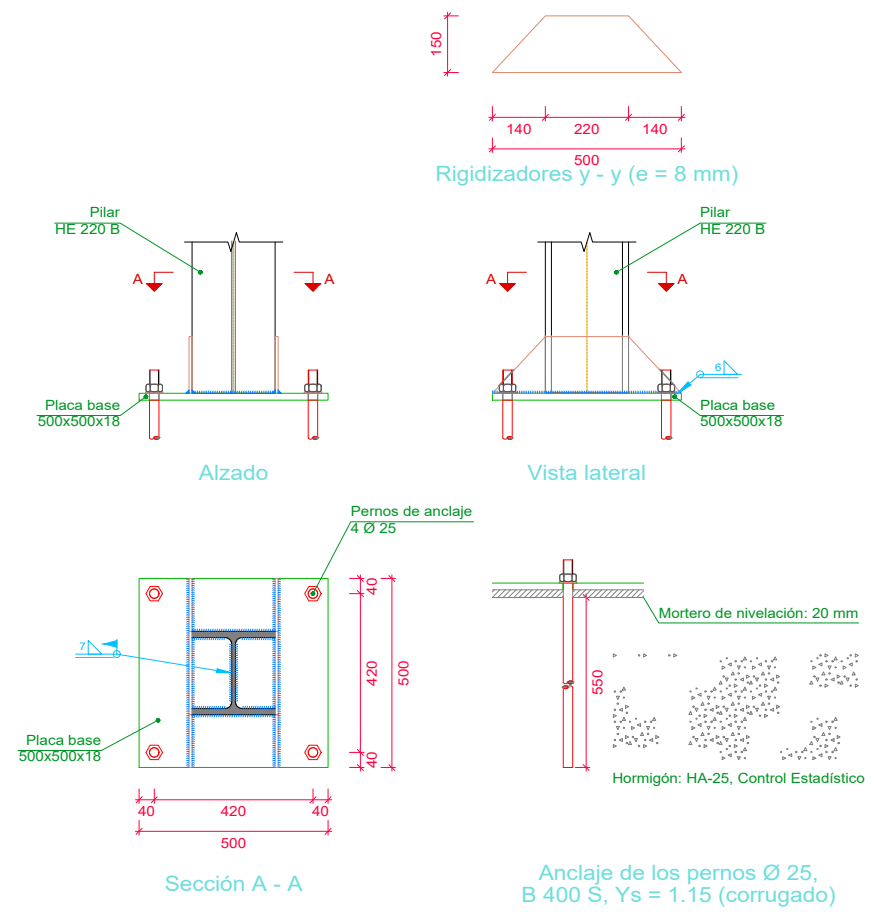 150
140
220
140
500
Rigidizadores y - y (e = 8 mm)
Pilar
HE 220 B
A
A
Placa base
500x500x18
Alzado
Pilar
HE 220 B
A
A
6
Placa base
500x500x18
Vista lateral
Pernos de anclaje
4 Ø 25
7
Placa base
500x500x18
40
420
40
500
40
420
40
500
Sección A - A
Mortero de nivelación: 20 mm
550
Hormigón: HA-25, Control Estadístico
Anclaje de los pernos Ø 25,
B 400 S, Ys = 1.15 (corrugado)